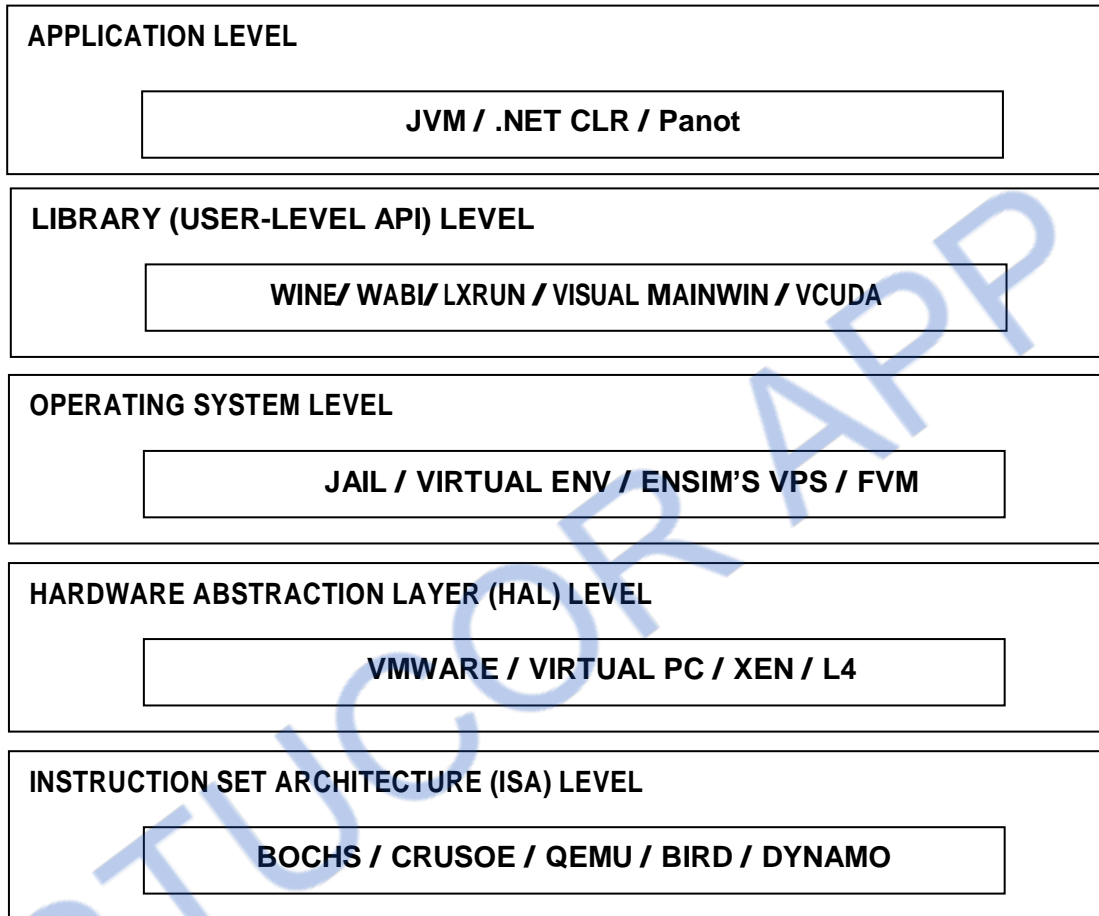 APPLICATION LEVEL
JVM / .NET CLR / Panot
LIBRARY (USER-LEVEL API) LEVEL
WINE/ WABI/ LXRUN / VISUAL MAINWIN / VCUDA
OPERATING SYSTEM LEVEL
JAIL / VIRTUAL ENV / ENSIM'S VPS / FVM
HARDWARE ABSTRACTION LAYER (HAL) LEVEL
VMWARE / VIRTUAL PC / XEN / L4
INSTRUCTION SET ARCHITECTURE (ISA) LEVEL
BOCHS / CRUSOE / QEMU / BIRD / DYNAMO
TUCOR APP